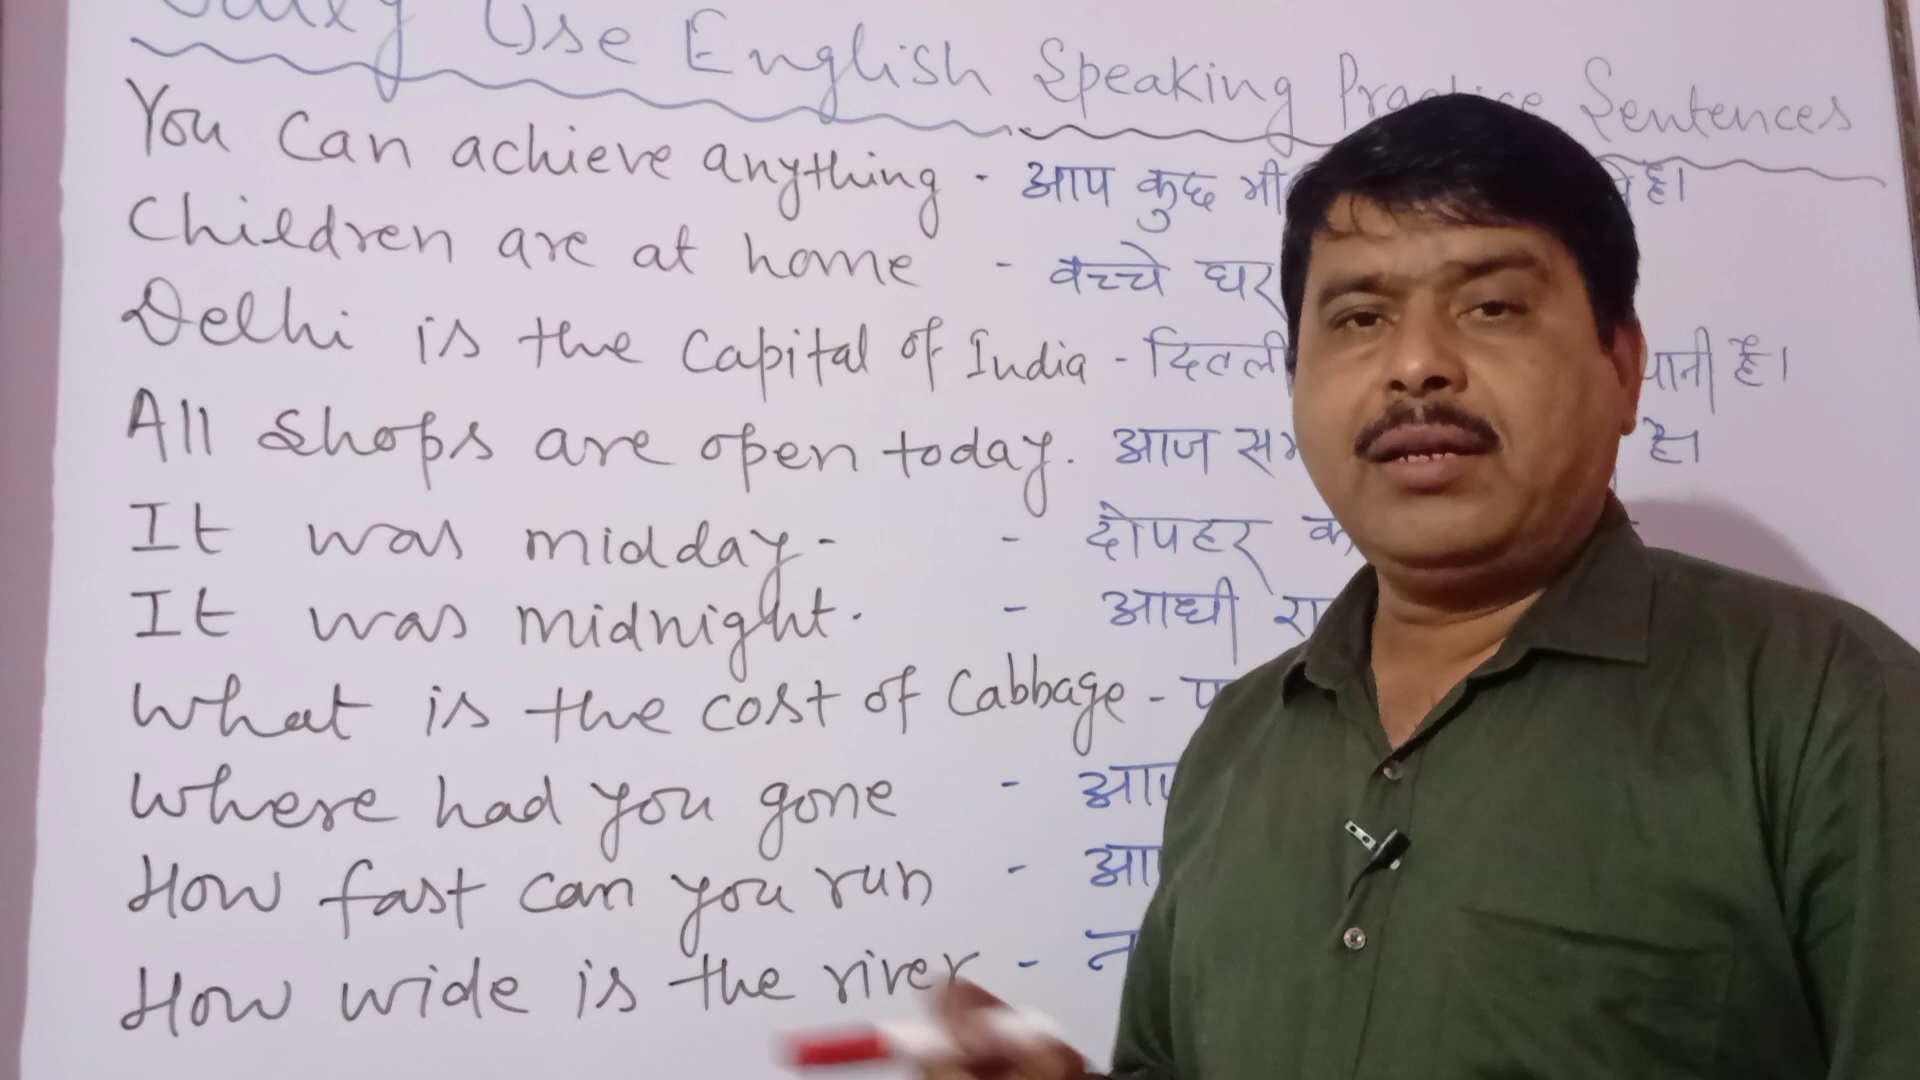 Daily Use English Speaking Practice Sentences
You Can achieve anything - आप कुछ भी है।
Children are at home - बच्चे घर
Delhi is the Capital of India - दिल्ली है।
All Shops are open today. आज है।
It was midday - - दोपहर
It was midnight. - आधी
What is the cost of Cabbage -
Where had you gone -
How fast can you run -
How wide is the river -